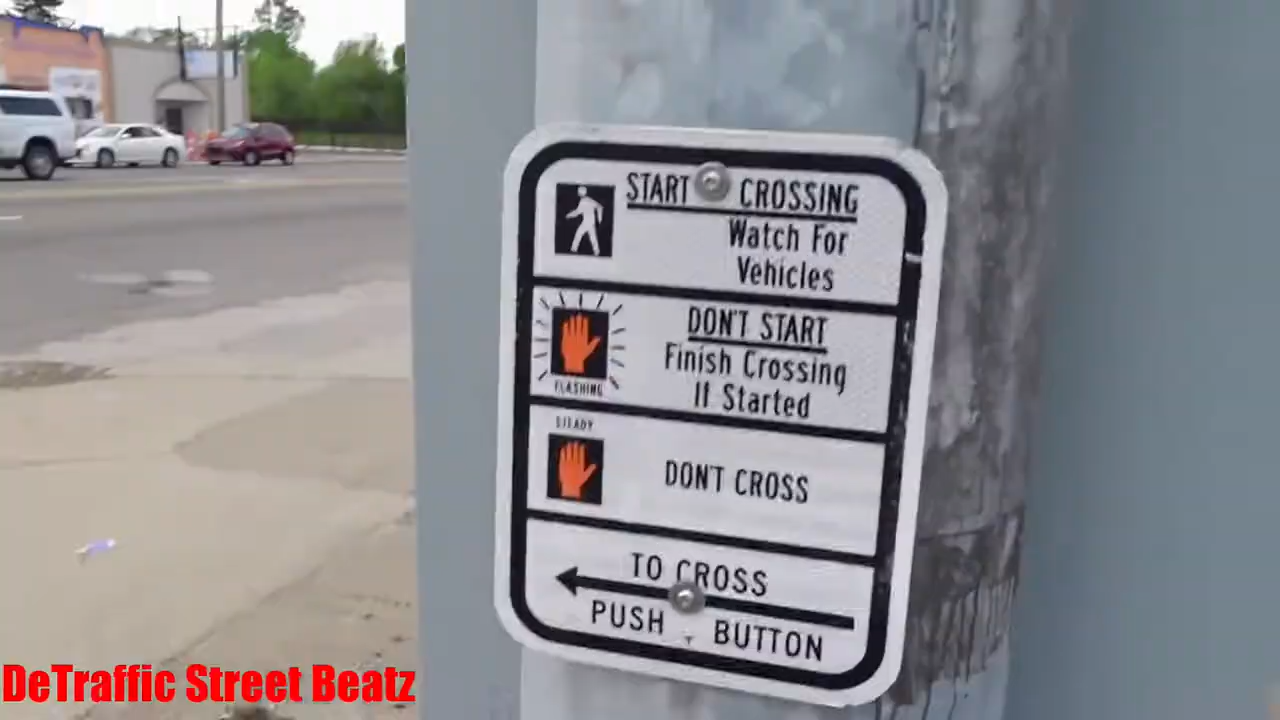 START CROSSING
Watch For
Vehicles
DON'T START
Finish Crossing
If Started
FLASHING
STEADY
DON'T CROSS
TO CROSS
PUSH BUTTON
DeTraffic Street Beatz